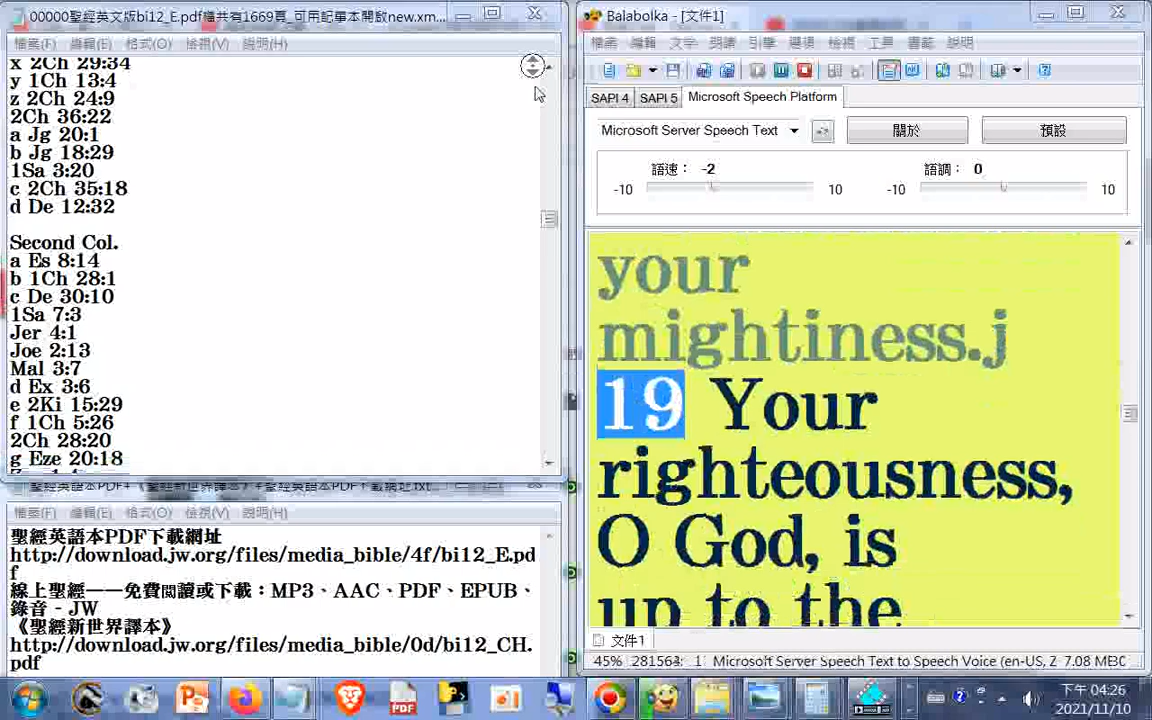 00000聖經英文版bi12_E.pdf檔共有1669頁_可用記事本開啟new.xm...
檔案(F) 編輯(E) 格式(O) 檢視(V) 說明(H)
x 2Ch 29:34
y 1Ch 13:4
z 2Ch 24:9
2Ch 36:22
a Jg 20:1
b Jg 18:29
1Sa 3:20
c 2Ch 35:18
d De 12:32
Second Col.
a Es 8:14
b 1Ch 28:1
c De 30:10
1Sa 7:3
Jer 4:1
Joe 2:13
Mal 3:7
d Ex 3:6
e 2Ki 15:29
f 1Ch 5:26
2Ch 28:20
g Eze 20:18
檔案(F) 編輯(E) 格式(O) 檢視(V) 說明(H)
聖經英語本PDF下載網址
http://download.jw.org/files/media_bible/4f/bi12_E.pd
f
線上聖經——免費閱讀或下載：MP3、AAC、PDF、EPUB、
錄音 - JW
《聖經新世界譯本》
http://download.jw.org/files/media_bible/0d/bi12_CH.
pdf
Balabolka - [文件1]
檔案 編輯 文字 朗讀 引擎 選項 檢視 工具 書籤 說明
SAPI 4 SAPI 5 Microsoft Speech Platform
Microsoft Server Speech Text 關於 預設
語速： -2 語調： 0
-10 10 -10 10
your
mightiness.j
19 Your
righteousness,
O God, is
up to the
文件1
45% Microsoft Server Speech Text to Speech Voice (en-US, Z 7.08 MB
下午 04:26
2021/11/10